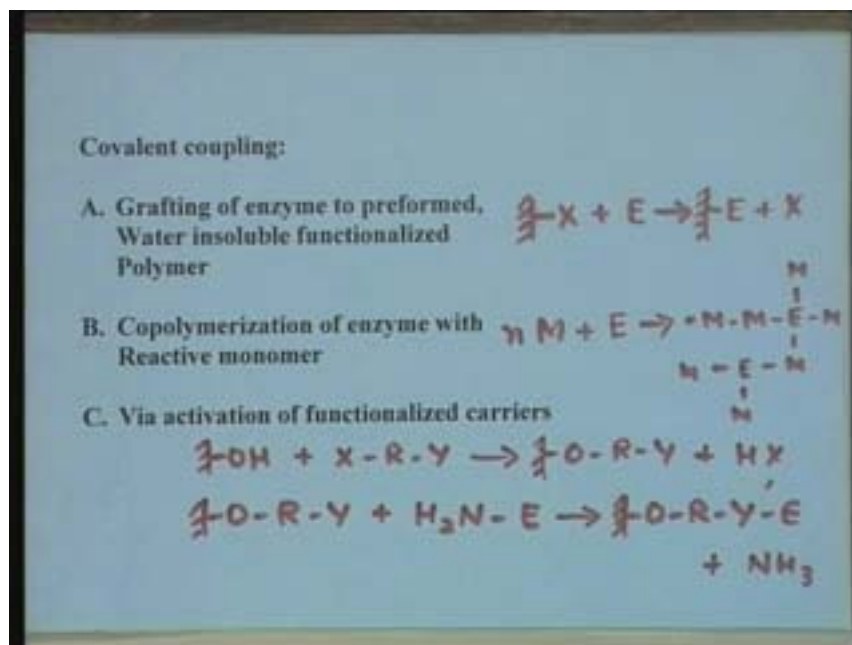 Covalent coupling:
A. Grafting of enzyme to preformed,
Water insoluble functionalized
Polymer
-X + E → -E + X
B. Copolymerization of enzyme with
Reactive monomer
M
n M + E → -M-M-E-M
M-E-M
M
C. Via activation of functionalized carriers
-OH + X-R-Y → -O-R-Y + HX
-O-R-Y + H₂N-E → -O-R-Y'-E
+ NH₃